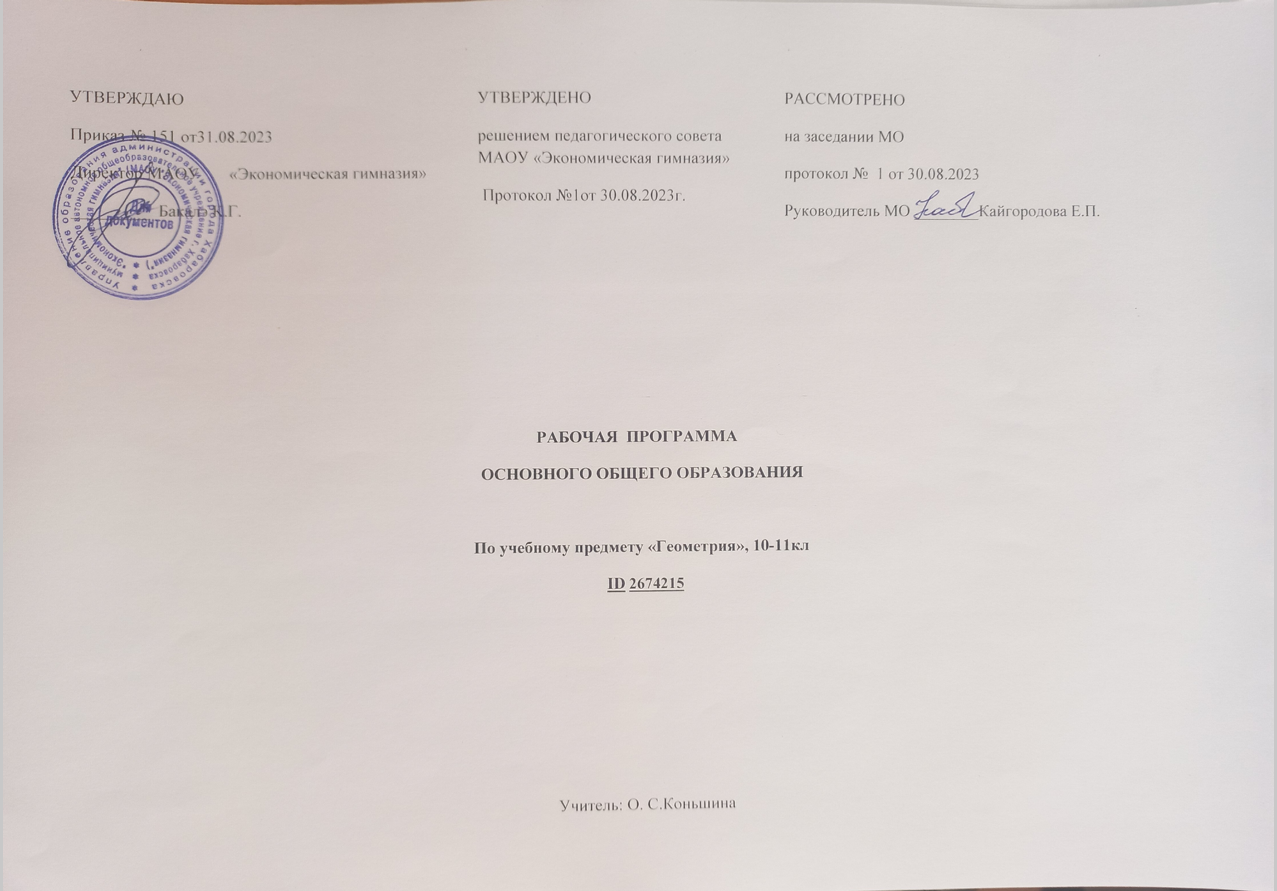 УТВЕРЖДАЮ
Приказ № 151 от31.08.2023
Директор МАОУ «Экономическая гимназия»
УТВЕРЖДЕНО
решением педагогического совета
МАОУ «Экономическая гимназия»
Протокол №1от 30.08.2023г.
РАССМОТРЕНО
на заседании МО
протокол № 1 от 30.08.2023
Руководитель МО Кайгородова Е.П.
Для
документов
РАБОЧАЯ ПРОГРАММА
ОСНОВНОГО ОБЩЕГО ОБРАЗОВАНИЯ
По учебному предмету «Геометрия», 10-11кл
ID 2674215
Учитель: О. С.Коньшина